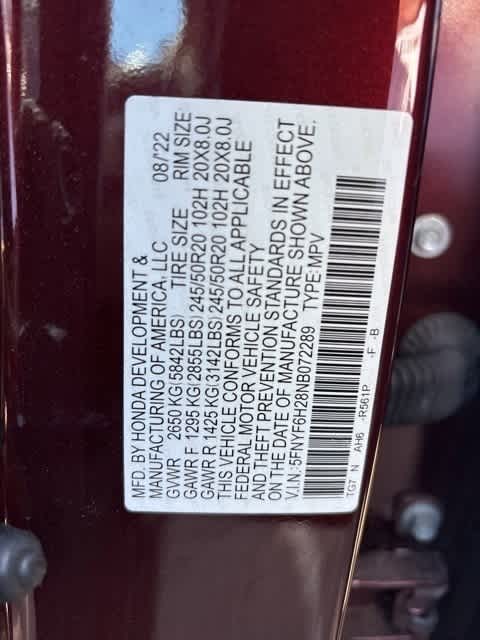 MFD. BY HONDA DEVELOPMENT &
MANUFACTURING OF AMERICA, LLC 08/'22
GVWR 2650 KG(5842LBS) TIRE SIZE RIM SIZE
GAWR F 1295 KG(2855LBS) 245/50R20 102H 20X8.0J
GAWR R 1425 KG(3142LBS) 245/50R20 102H 20X8.0J
THIS VEHICLE CONFORMS TO ALL APPLICABLE
FEDERAL MOTOR VEHICLE SAFETY
AND THEFT PREVENTION STANDARDS IN EFFECT
ON THE DATE OF MANUFACTURE SHOWN ABOVE.
V.I.N.:5FNYF6H28NB072289 TYPE:MPV
TG7 N AH6 -R561P -F -B